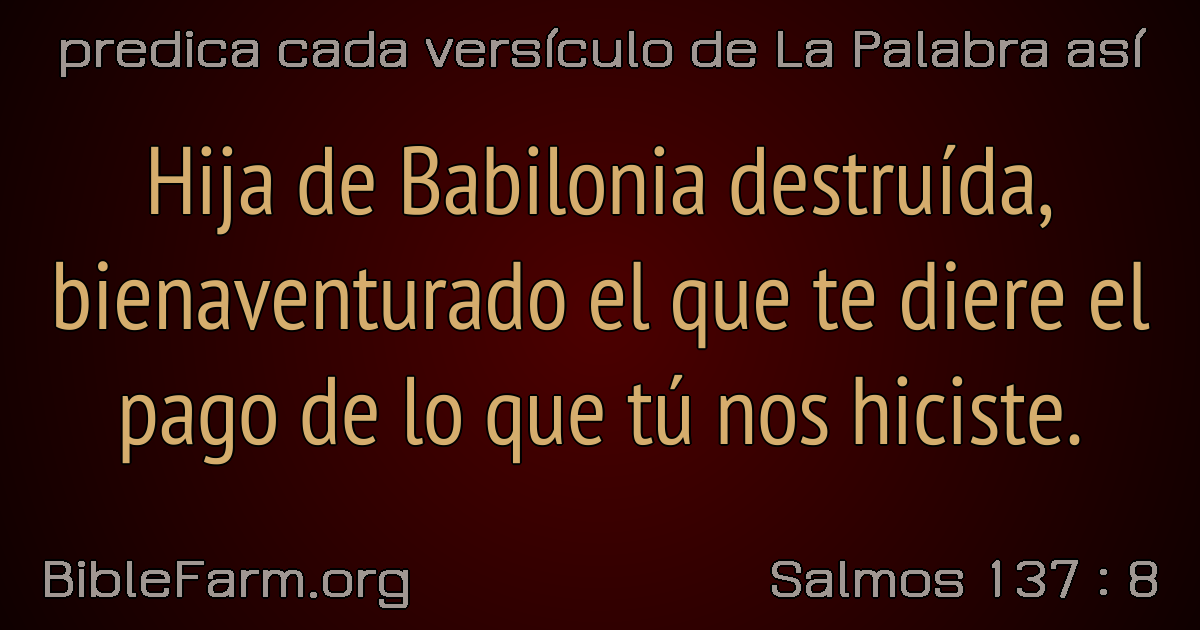 predica cada versículo de La Palabra así
Hija de Babilonia destruída,
bienaventurado el que te diere el
pago de lo que tú nos hiciste.
BibleFarm.org
Salmos 137 : 8